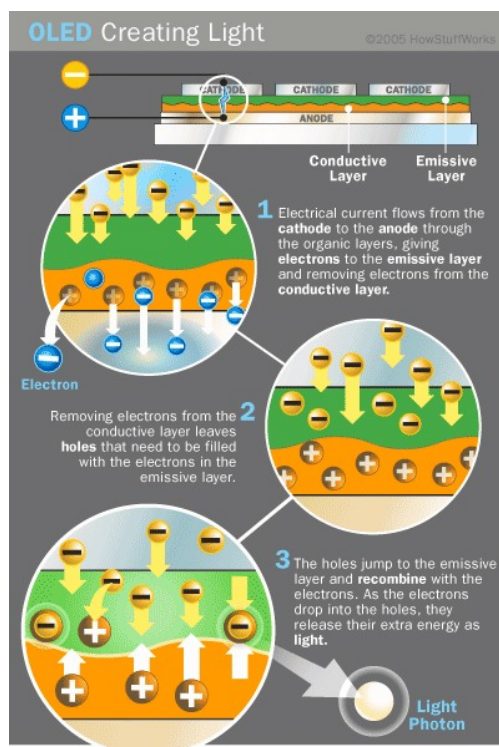 OLED Creating Light
©2005 HowStuffWorks
CATHODE CATHODE CATHODE
ANODE
Conductive Layer
Emissive Layer
1 Electrical current flows from the
cathode to the anode through
the organic layers, giving
electrons to the emissive layer
and removing electrons from the
conductive layer.
Electron
Removing electrons from the 2
conductive layer leaves
holes that need to be filled
with the electrons in the
emissive layer.
3 The holes jump to the emissive
layer and recombine with the
electrons. As the electrons
drop into the holes, they
release their extra energy as
light.
Light
Photon